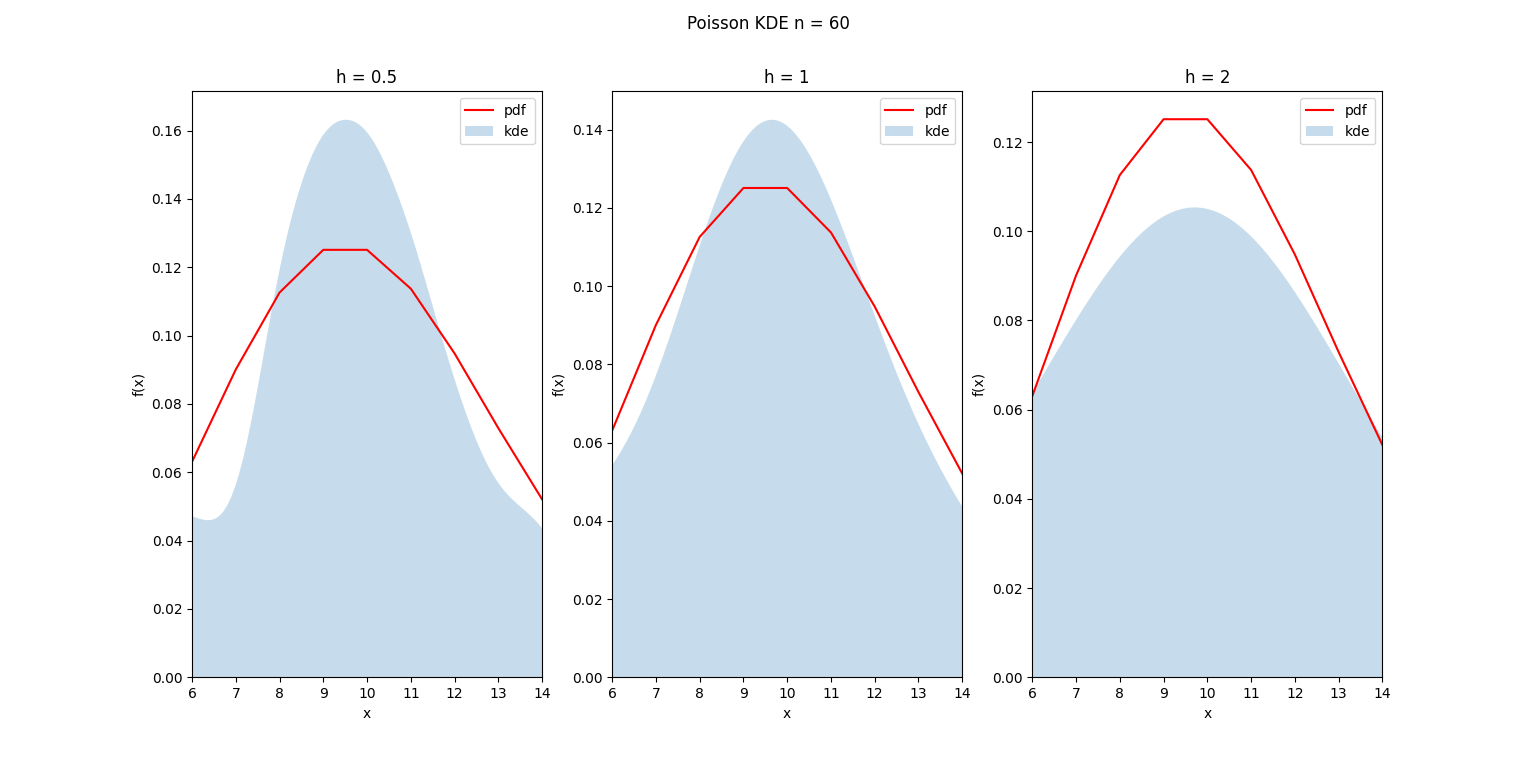 Poisson KDE n = 60
h = 0.5
pdf
kde
0.16
0.14
0.12
0.10
0.08
0.06
0.04
0.02
0.00
f(x)
6 7 8 9 10 11 12 13 14
x
h = 1
pdf
kde
0.14
0.12
0.10
0.08
0.06
0.04
0.02
0.00
f(x)
6 7 8 9 10 11 12 13 14
x
h = 2
pdf
kde
0.12
0.10
0.08
0.06
0.04
0.02
0.00
f(x)
6 7 8 9 10 11 12 13 14
x